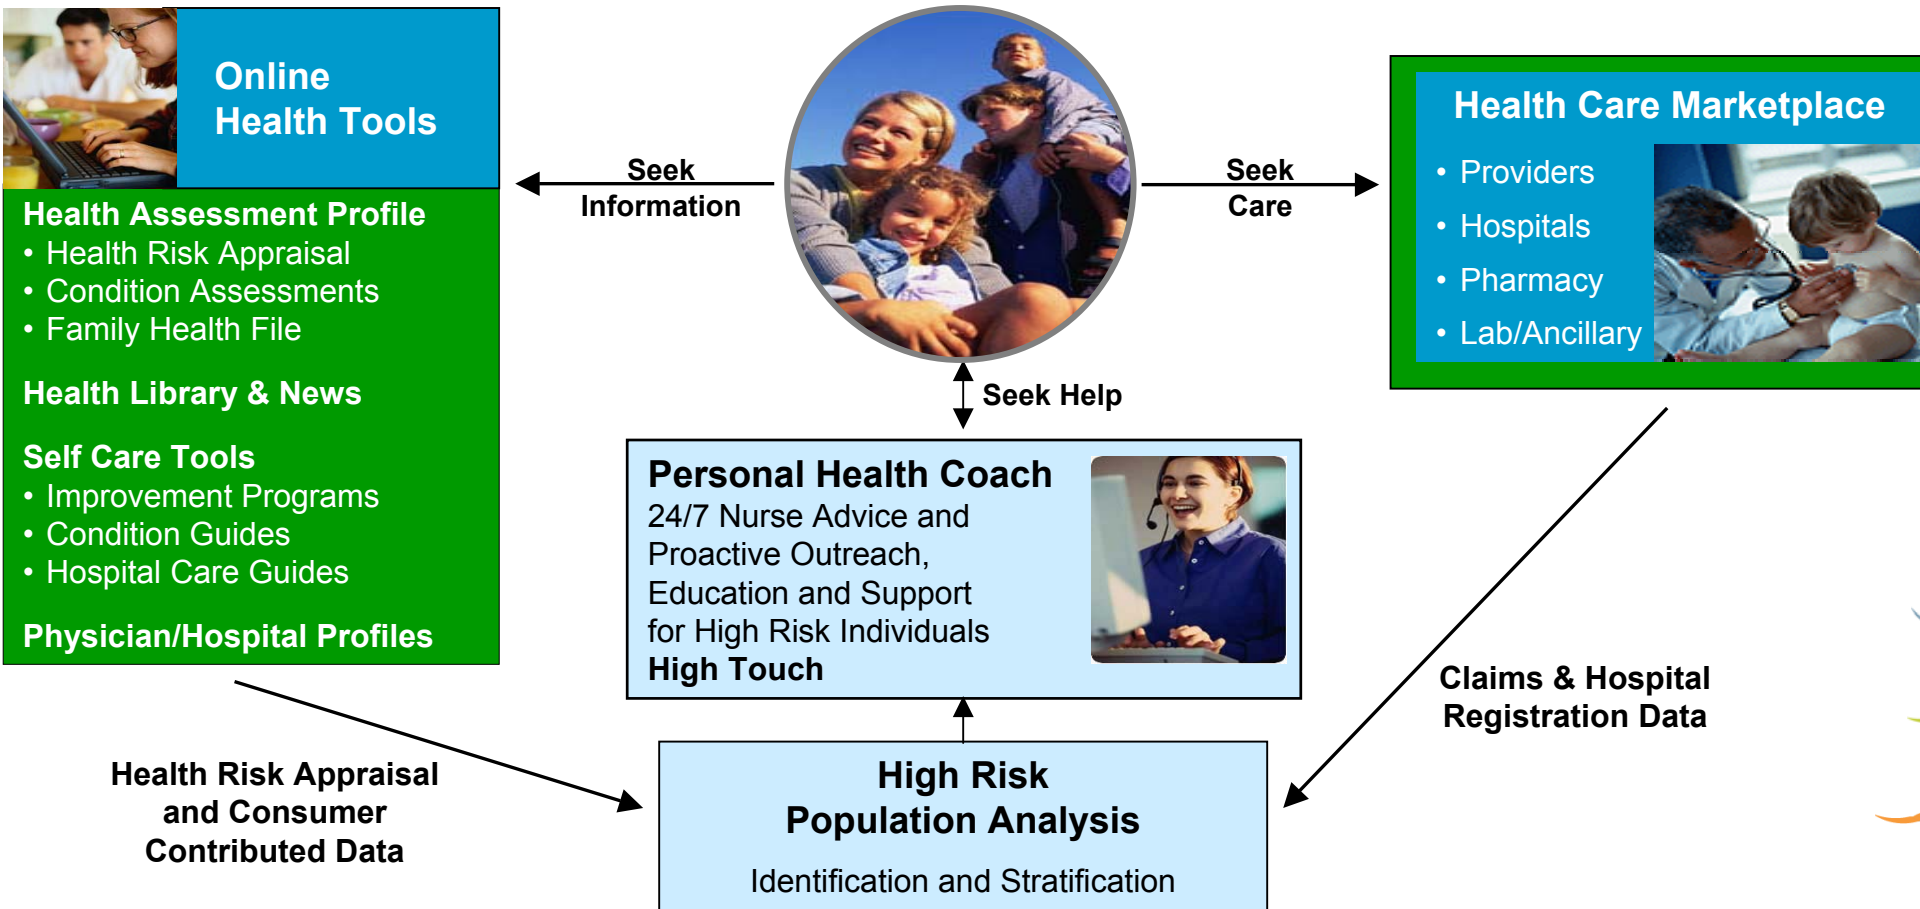 Online
Health Tools
Health Assessment Profile
• Health Risk Appraisal
• Condition Assessments
• Family Health File
Health Library & News
Self Care Tools
• Improvement Programs
• Condition Guides
• Hospital Care Guides
Physician/Hospital Profiles
Seek
Information
Seek
Care
Health Care Marketplace
• Providers
• Hospitals
• Pharmacy
• Lab/Ancillary
Seek Help
Personal Health Coach
24/7 Nurse Advice and
Proactive Outreach,
Education and Support
for High Risk Individuals
High Touch
Claims & Hospital
Registration Data
Health Risk Appraisal
and Consumer
Contributed Data
High Risk
Population Analysis
Identification and Stratification